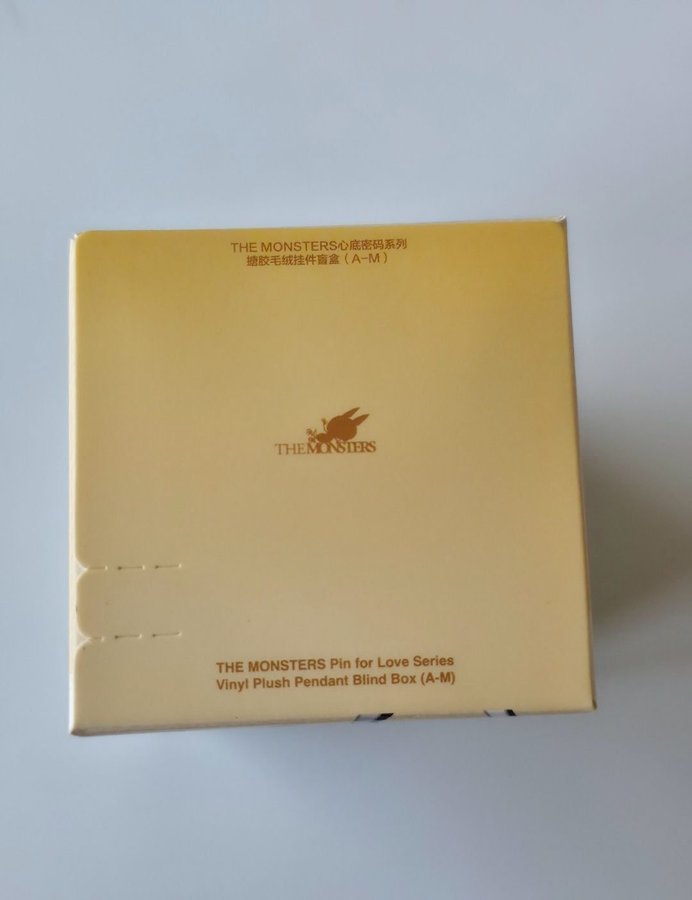 THE MONSTERS心底密码系列
搪胶毛绒挂件盲盒（A-M）
THE MONSTERS
THE MONSTERS Pin for Love Series
Vinyl Plush Pendant Blind Box (A-M)